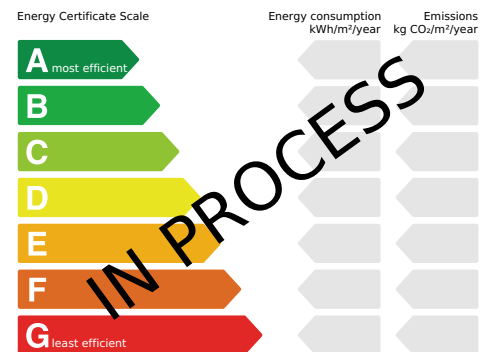 Energy Certificate Scale
Energy consumption
kWh/m²/year
Emissions
kg CO₂/m²/year
A most efficient
B
C
D
E
F
G least efficient
IN PROCESS